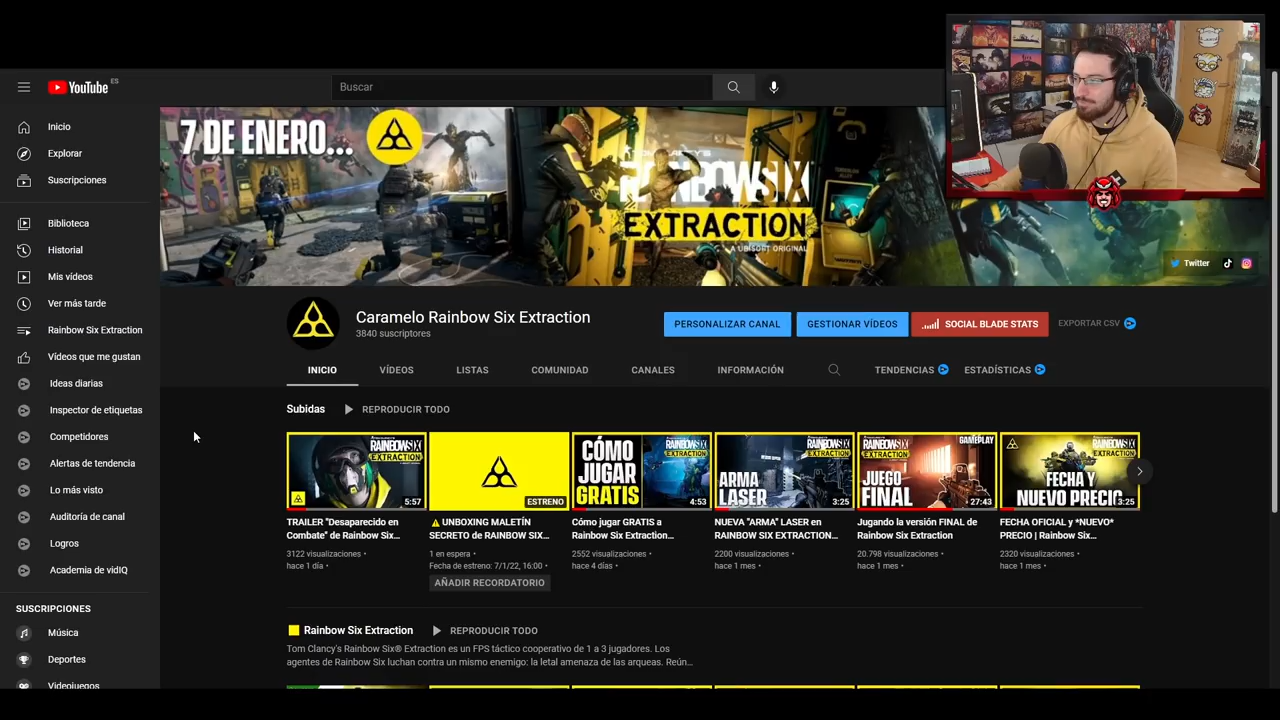 YouTube ES
Buscar
Inicio
Explorar
Suscripciones
Biblioteca
Historial
Mis vídeos
Ver más tarde
Rainbow Six Extraction
Vídeos que me gustan
Ideas diarias
Inspector de etiquetas
Competidores
Alertas de tendencia
Lo más visto
Auditoría de canal
Logros
Academia de vidIQ
SUSCRIPCIONES
Música
Deportes
Videojuegos
7 DE ENERO...
TOM CLANCY'S
RAINBOW SIX
EXTRACTION
A UBISOFT ORIGINAL
Twitter
Caramelo Rainbow Six Extraction
3840 suscriptores
PERSONALIZAR CANAL
GESTIONAR VÍDEOS
SOCIAL BLADE STATS
EXPORTAR CSV
INICIO
VÍDEOS
LISTAS
COMUNIDAD
CANALES
INFORMACIÓN
TENDENCIAS
ESTADÍSTICAS
Subidas
REPRODUCIR TODO
RAINBOW SIX
EXTRACTION
5:57
TRAILER "Desaparecido en
Combate" de Rainbow Six...
3122 visualizaciones •
hace 1 día •
ESTRENO
UNBOXING MALETÍN
SECRETO de RAINBOW SIX...
1 en espera •
Fecha de estreno: 7/1/22, 16:00 •
AÑADIR RECORDATORIO
CÓMO
JUGAR
GRATIS
RAINBOW SIX
EXTRACTION
4:53
Cómo jugar GRATIS a
Rainbow Six Extraction...
2552 visualizaciones •
hace 4 días •
ARMA
LASER
RAINBOW SIX
EXTRACTION
3:25
NUEVA "ARMA" LASER en
RAINBOW SIX EXTRACTION...
2200 visualizaciones •
hace 1 mes •
RAINBOW SIX
EXTRACTION
GAMEPLAY
JUEGO
FINAL
27:43
Jugando la versión FINAL de
Rainbow Six Extraction
20.798 visualizaciones •
hace 1 mes •
RAINBOW SIX
EXTRACTION
FECHA Y
NUEVO PRECIO
3:25
FECHA OFICIAL y *NUEVO*
PRECIO | Rainbow Six...
2320 visualizaciones •
hace 1 mes •
Rainbow Six Extraction
REPRODUCIR TODO
Tom Clancy's Rainbow Six® Extraction es un FPS táctico cooperativo de 1 a 3 jugadores. Los
agentes de Rainbow Six luchan contra un mismo enemigo: la letal amenaza de las arqueas. Reún...